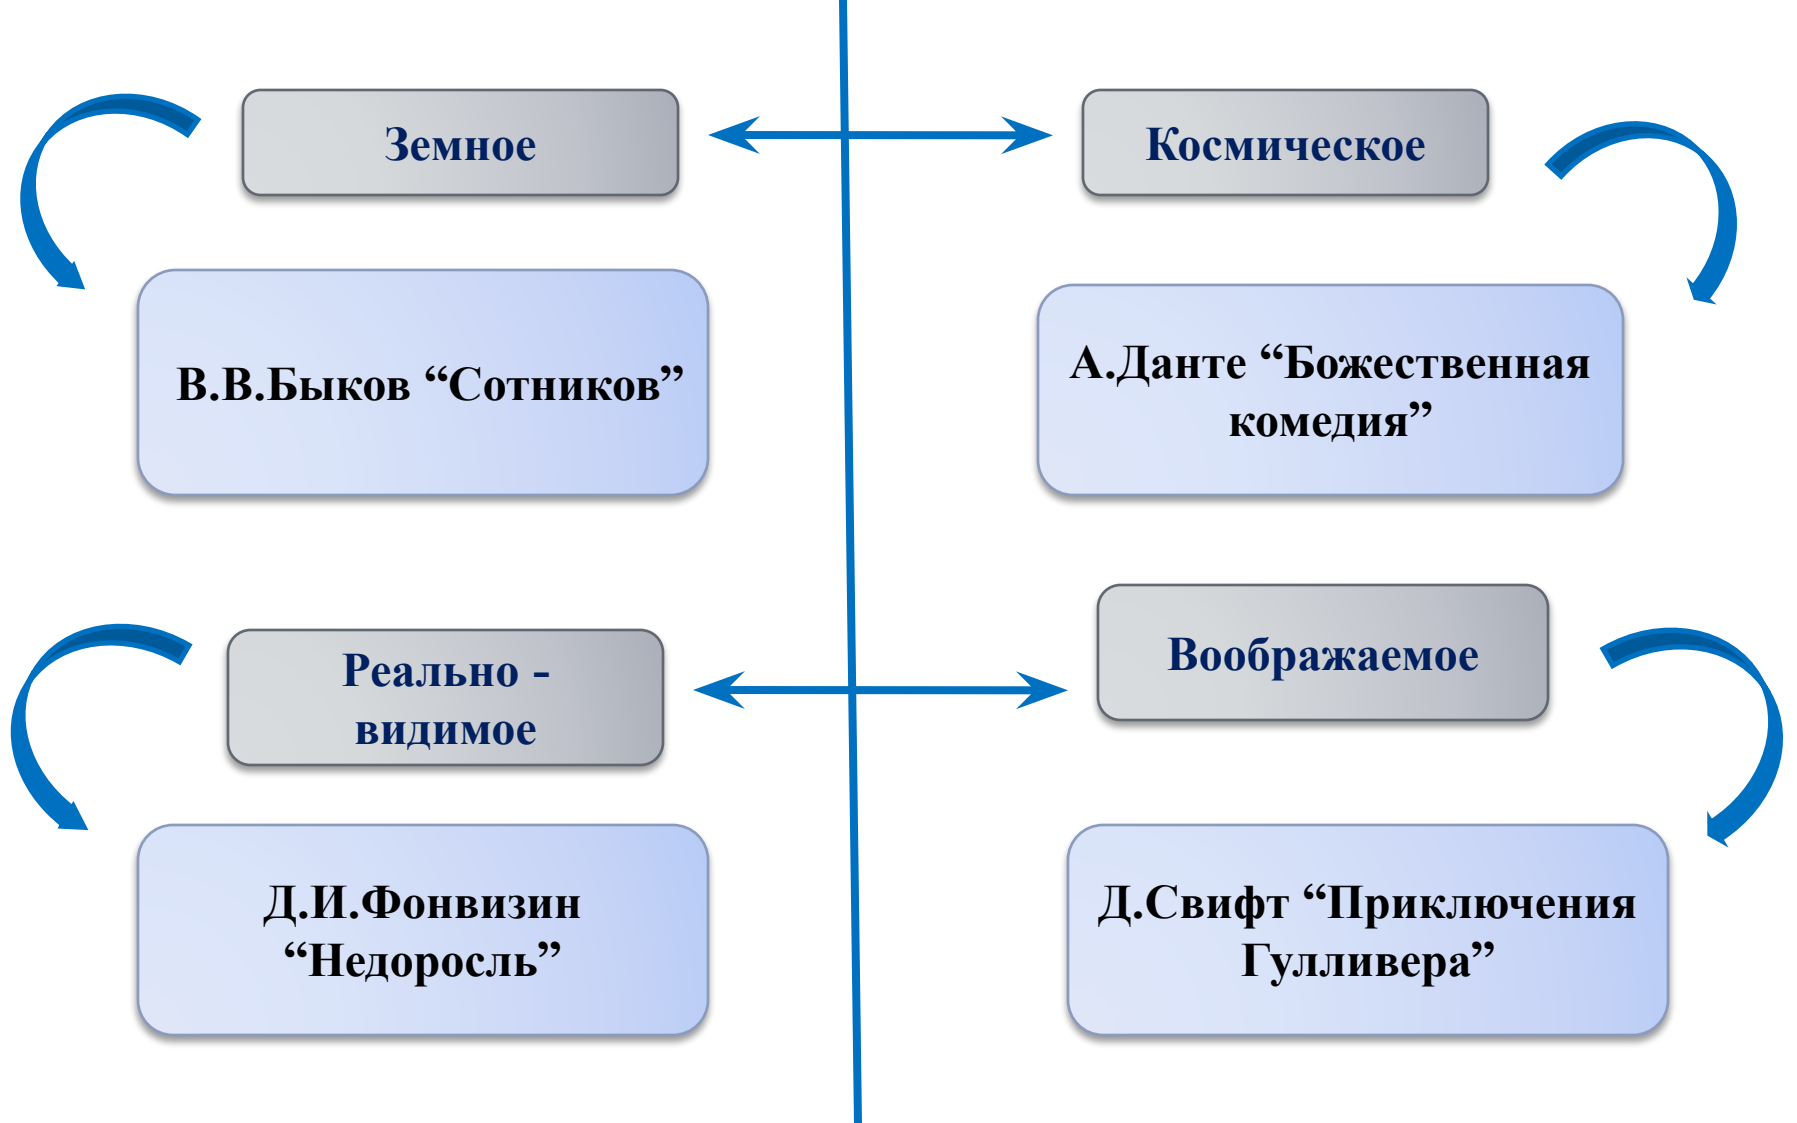 Земное
Космическое
В.В.Быков “Сотников”
А.Данте “Божественная
комедия”
Реально -
видимое
Воображаемое
Д.И.Фонвизин
“Недоросль”
Д.Свифт “Приключения
Гулливера”